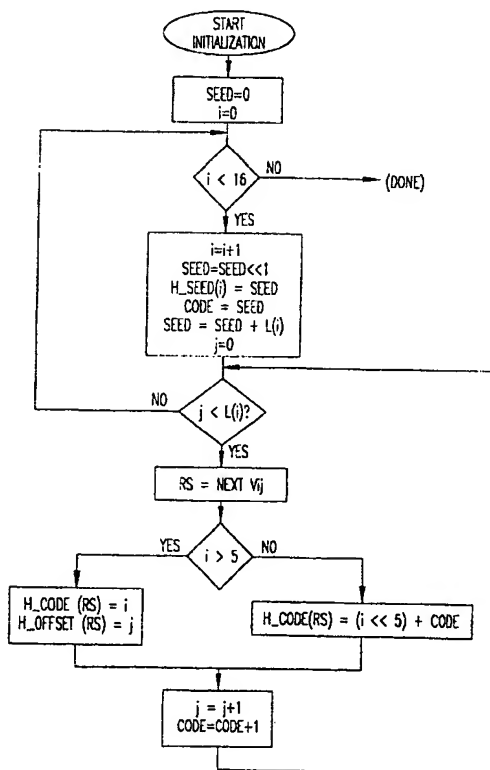 START
INITIALIZATION
SEED=0
i=0
i < 16
NO
(DONE)
YES
i=i+1
SEED=SEED<<1
H_SEED(i) = SEED
CODE = SEED
SEED = SEED + L(i)
j=0
NO
j < L(i)?
YES
RS = NEXT Vij
YES
i > 5
NO
H_CODE (RS) = i
H_OFFSET (RS) = j
H_CODE(RS) = (i << 5) + CODE
j = j+1
CODE=CODE+1